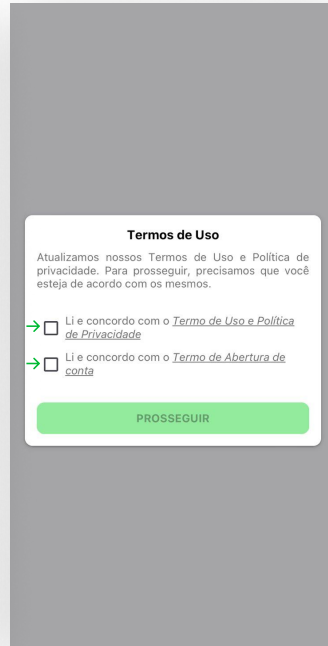 Termos de Uso
Atualizamos nossos Termos de Uso e Política de
privacidade. Para prosseguir, precisamos que você
esteja de acordo com os mesmos.
Li e concordo com o Termo de Uso e Política
de Privacidade
Li e concordo com o Termo de Abertura de
conta
PROSSEGUIR